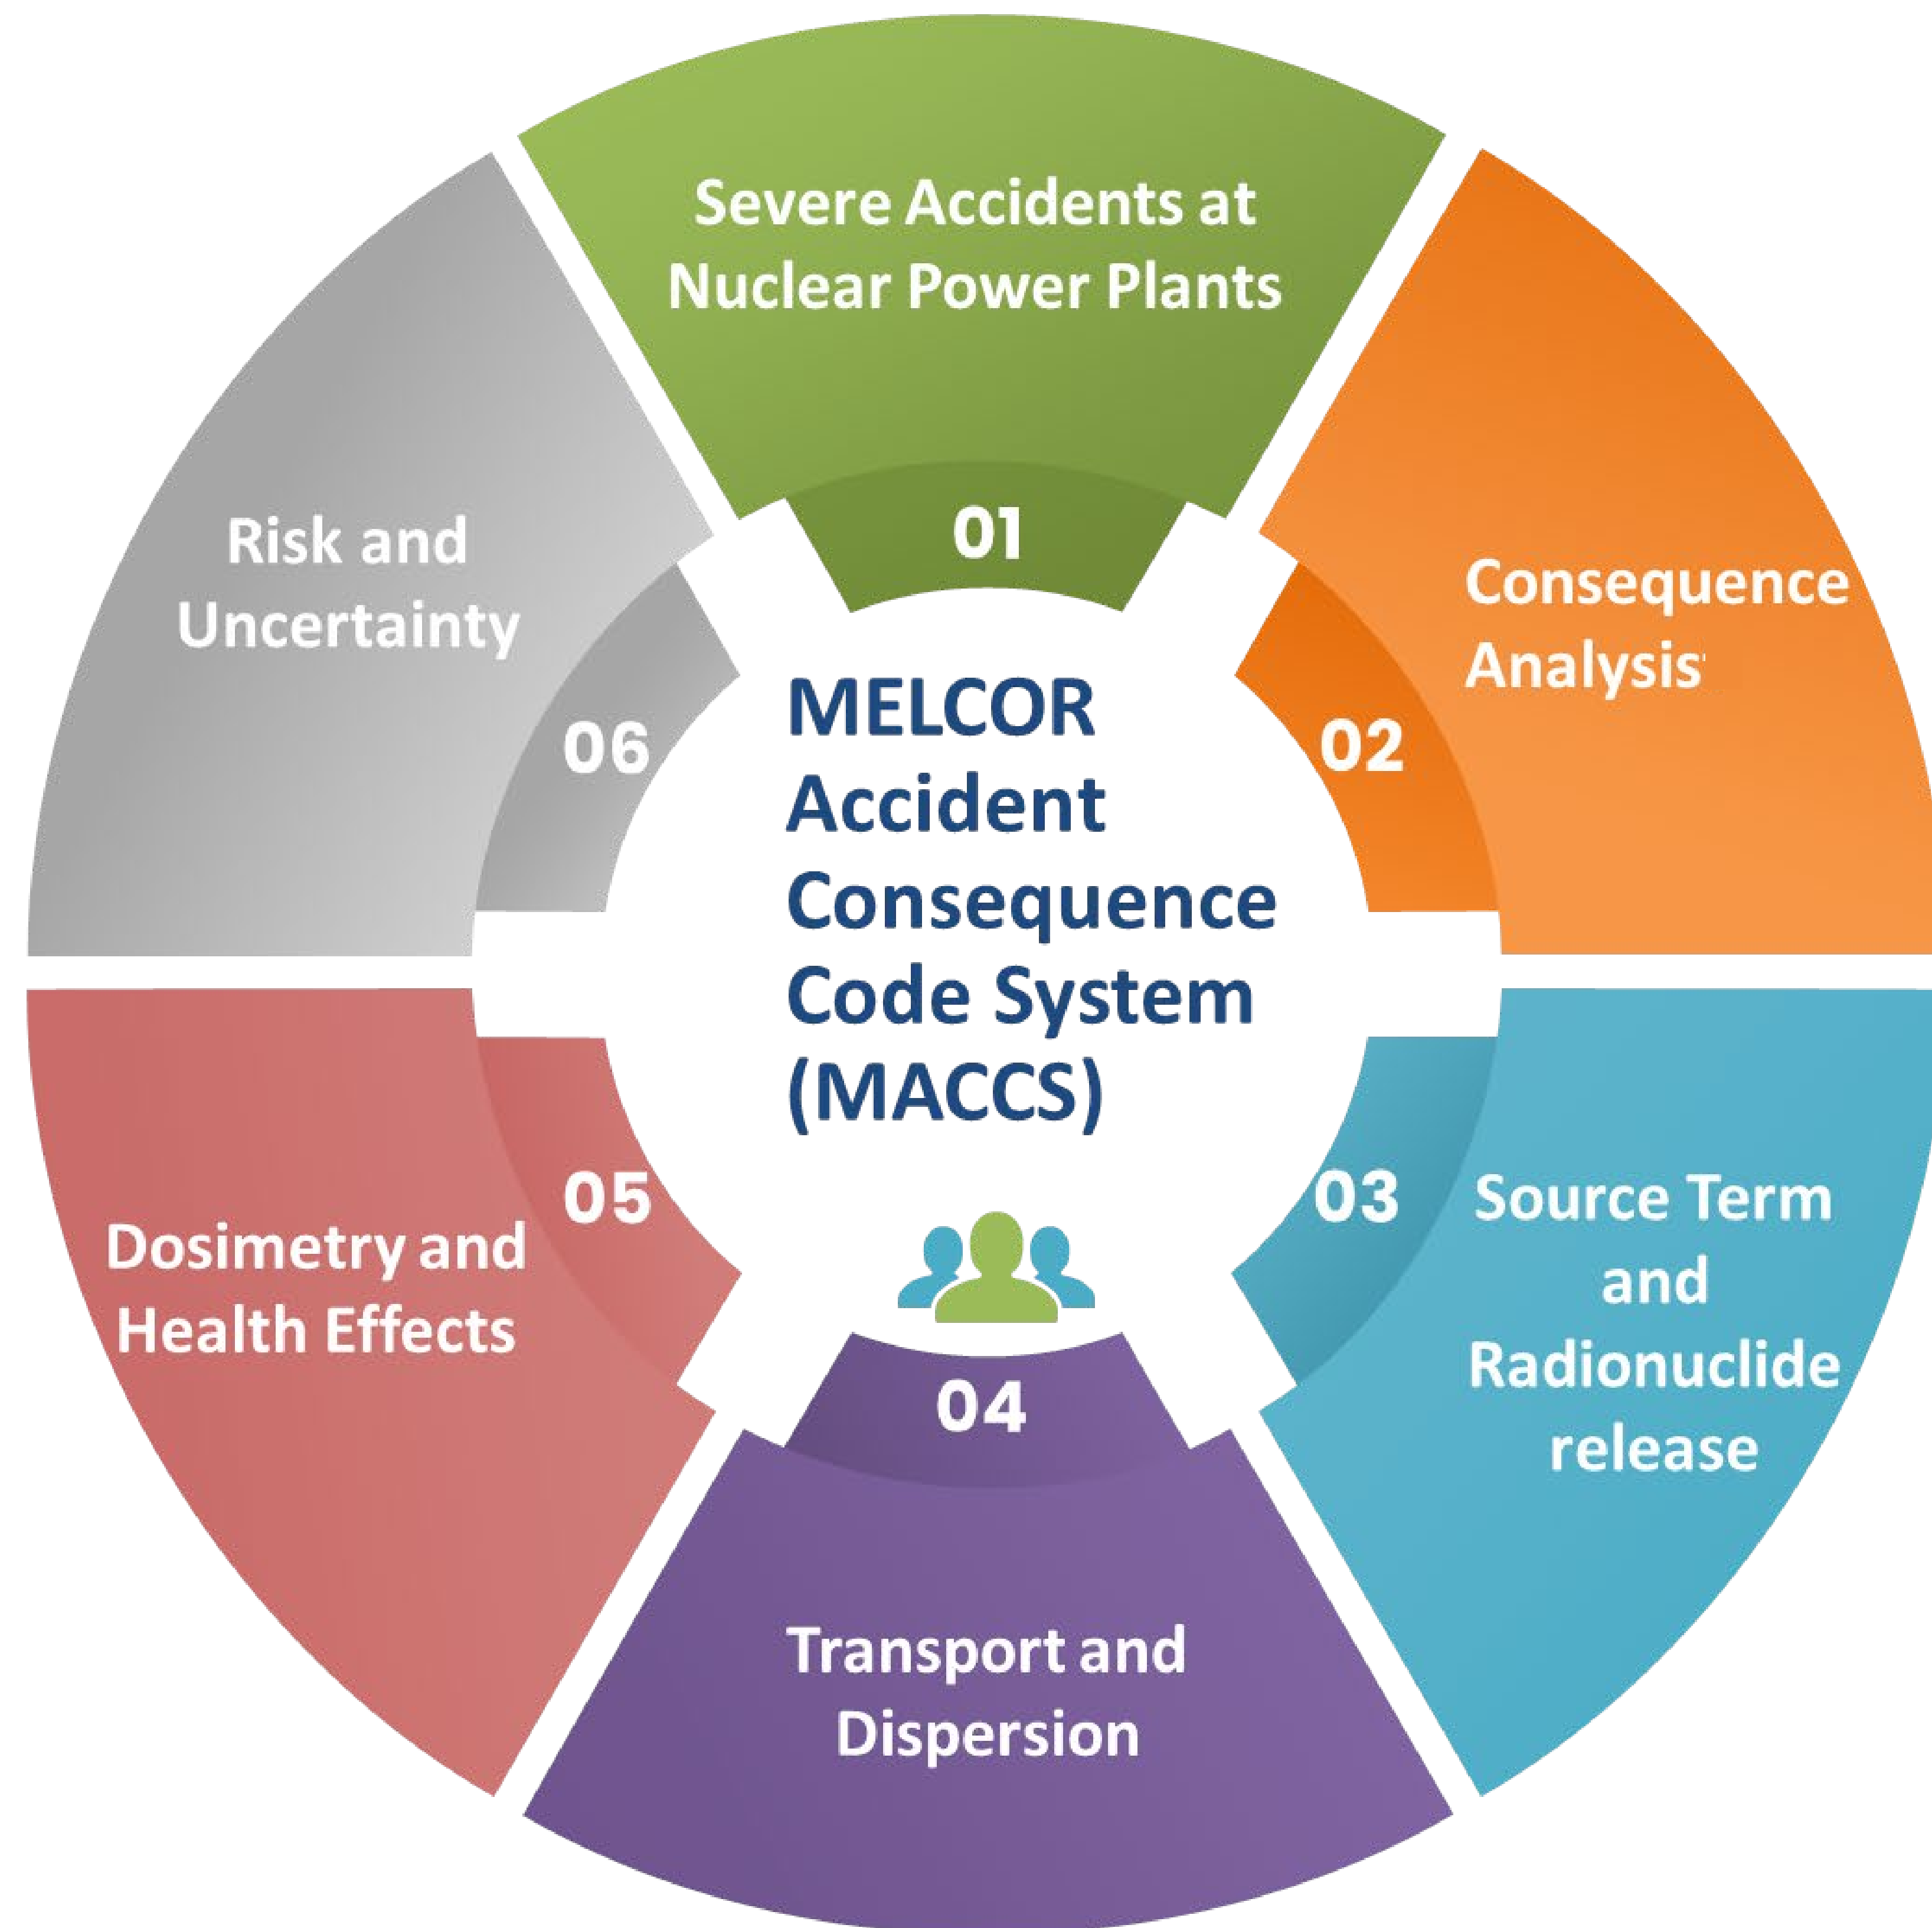 Severe Accidents at
Nuclear Power Plants
01
Consequence
Analysis
02
Source Term
and
Radionuclide
release
03
Transport and
Dispersion
04
Dosimetry and
Health Effects
05
Risk and
Uncertainty
06
MELCOR
Accident
Consequence
Code System
(MACCS)